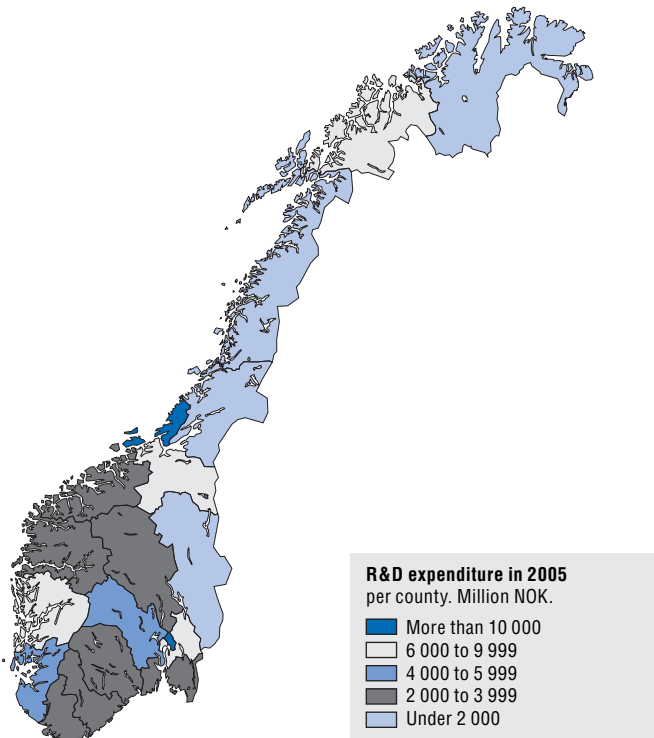 R&D expenditure in 2005
per county. Million NOK.
More than 10 000
6 000 to 9 999
4 000 to 5 999
2 000 to 3 999
Under 2 000